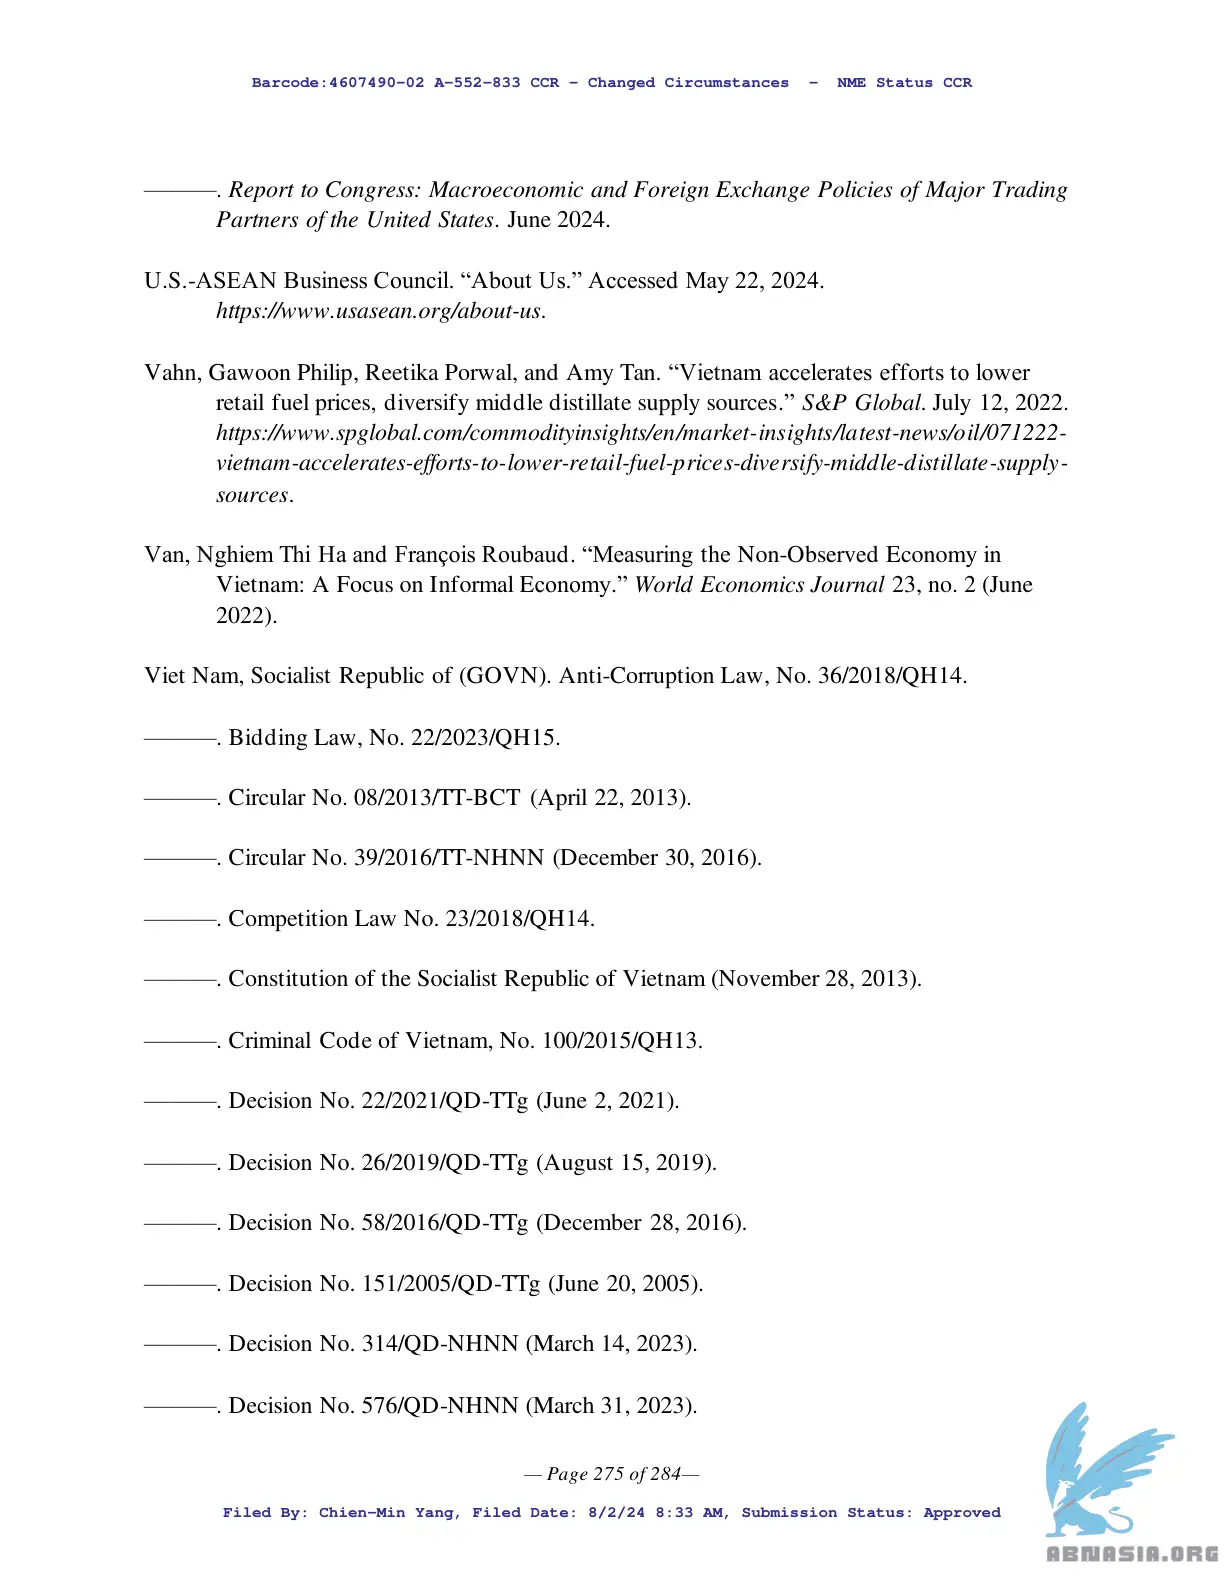 Barcode:4607490-02 A-552-833 CCR - Changed Circumstances - NME Status CCR
———. Report to Congress: Macroeconomic and Foreign Exchange Policies of Major Trading
Partners of the United States. June 2024.
U.S.-ASEAN Business Council. “About Us.” Accessed May 22, 2024.
https://www.usasean.org/about-us.
Vahn, Gawoon Philip, Reetika Porwal, and Amy Tan. “Vietnam accelerates efforts to lower
retail fuel prices, diversify middle distillate supply sources.” S&P Global. July 12, 2022.
https://www.spglobal.com/commodityinsights/en/market-insights/latest-news/oil/071222-
vietnam-accelerates-efforts-to-lower-retail-fuel-prices-diversify-middle-distillate-supply-
sources.
Van, Nghiem Thi Ha and François Roubaud. “Measuring the Non-Observed Economy in
Vietnam: A Focus on Informal Economy.” World Economics Journal 23, no. 2 (June
2022).
Viet Nam, Socialist Republic of (GOVN). Anti-Corruption Law, No. 36/2018/QH14.
———. Bidding Law, No. 22/2023/QH15.
———. Circular No. 08/2013/TT-BCT (April 22, 2013).
———. Circular No. 39/2016/TT-NHNN (December 30, 2016).
———. Competition Law No. 23/2018/QH14.
———. Constitution of the Socialist Republic of Vietnam (November 28, 2013).
———. Criminal Code of Vietnam, No. 100/2015/QH13.
———. Decision No. 22/2021/QD-TTg (June 2, 2021).
———. Decision No. 26/2019/QD-TTg (August 15, 2019).
———. Decision No. 58/2016/QD-TTg (December 28, 2016).
———. Decision No. 151/2005/QD-TTg (June 20, 2005).
———. Decision No. 314/QD-NHNN (March 14, 2023).
———. Decision No. 576/QD-NHNN (March 31, 2023).
— Page 275 of 284—
Filed By: Chien-Min Yang, Filed Date: 8/2/24 8:33 AM, Submission Status: Approved
ABNASIA.ORG